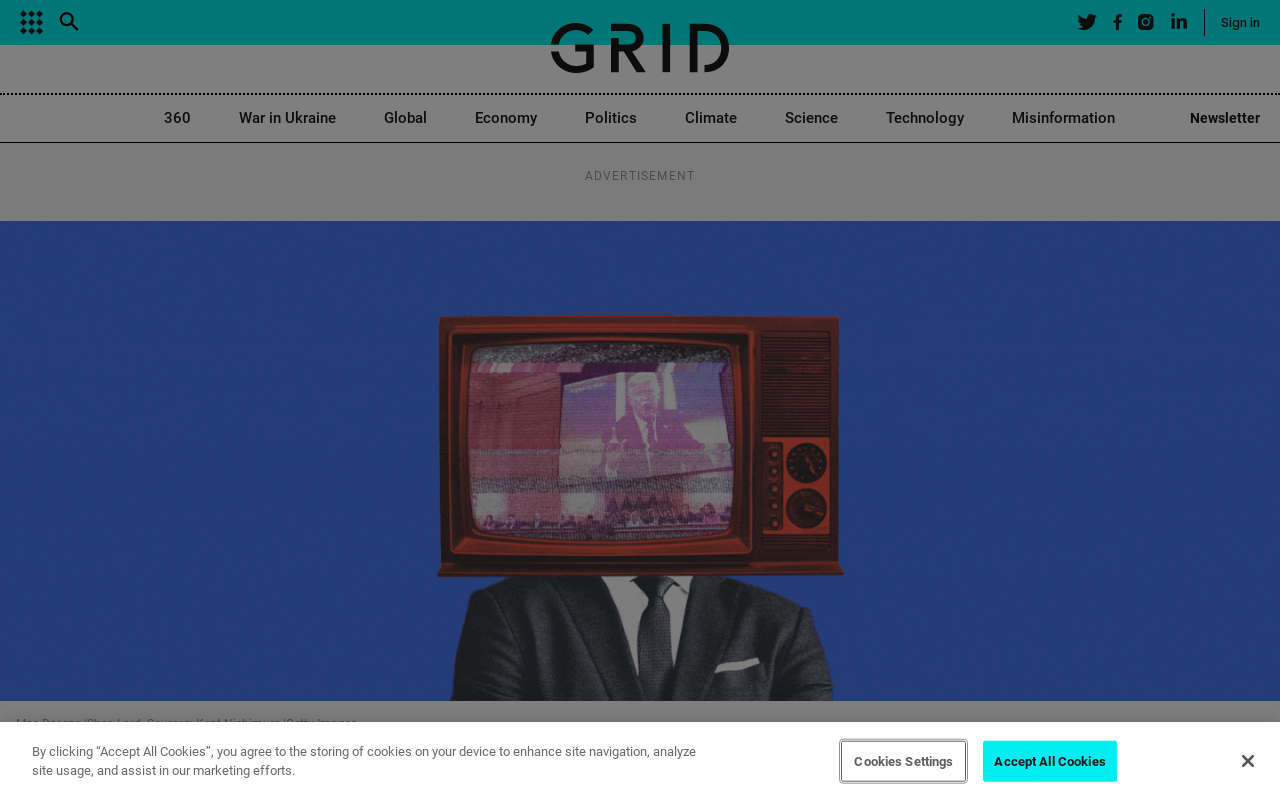 Sign in
GRID
360
War in Ukraine
Global
Economy
Politics
Climate
Science
Technology
Misinformation
Newsletter
ADVERTISEMENT
By clicking “Accept All Cookies”, you agree to the storing of cookies on your device to enhance site navigation, analyze
site usage, and assist in our marketing efforts.
Cookies Settings
Accept All Cookies